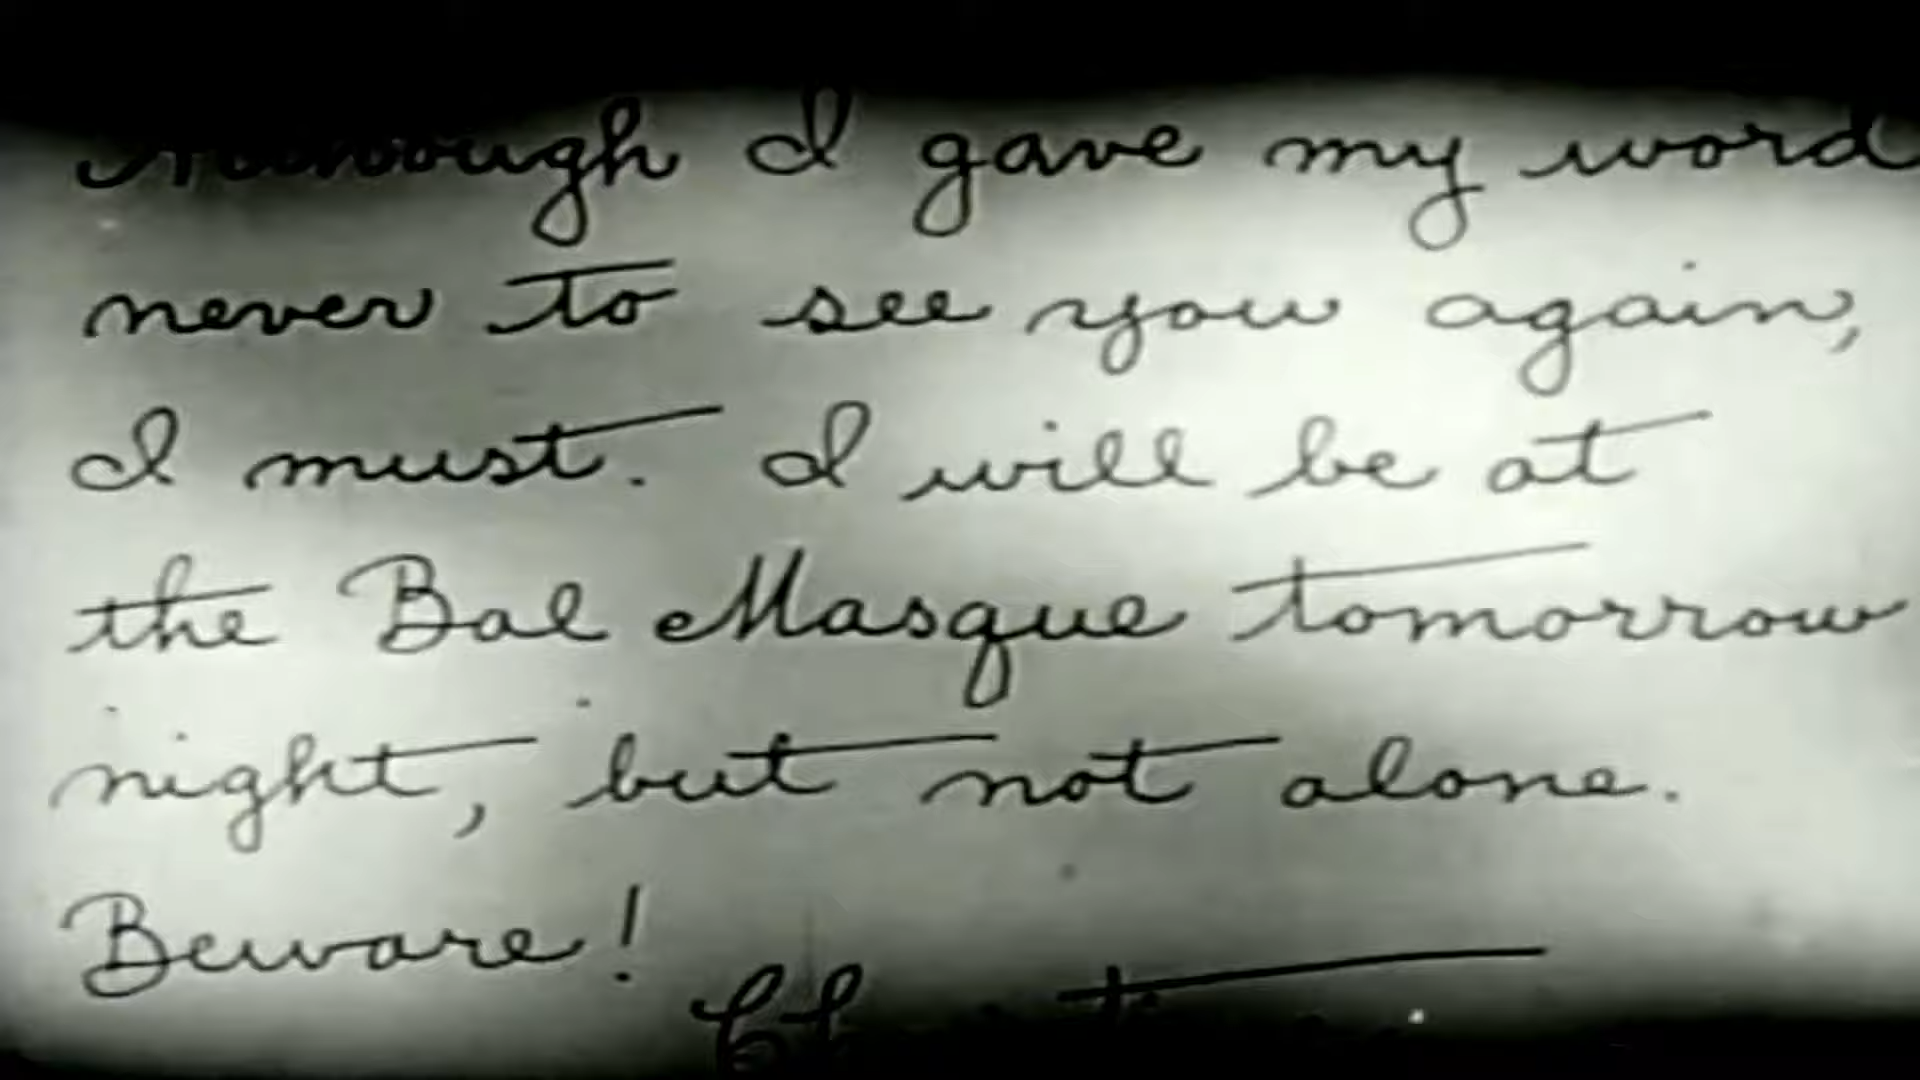 Although I gave my word
never to see you again,
I must. I will be at
the Bal Masque tomorrow
night, but not alone.
Beware!